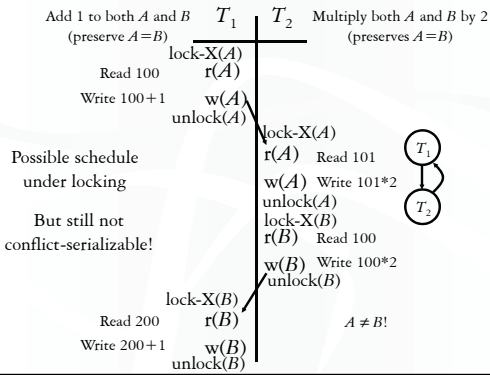 Add 1 to both A and B
(preserve A=B)
T1
T2
Multiply both A and B by 2
(preserves A=B)
lock-X(A)
Read 100 r(A)
Write 100+1 w(A)
unlock(A)
lock-X(A)
r(A) Read 101
w(A) Write 101*2
unlock(A)
lock-X(B)
r(B) Read 100
w(B) Write 100*2
unlock(B)
Possible schedule
under locking
But still not
conflict-serializable!
T1
T2
lock-X(B)
Read 200 r(B)
Write 200+1 w(B)
unlock(B)
A ≠ B!